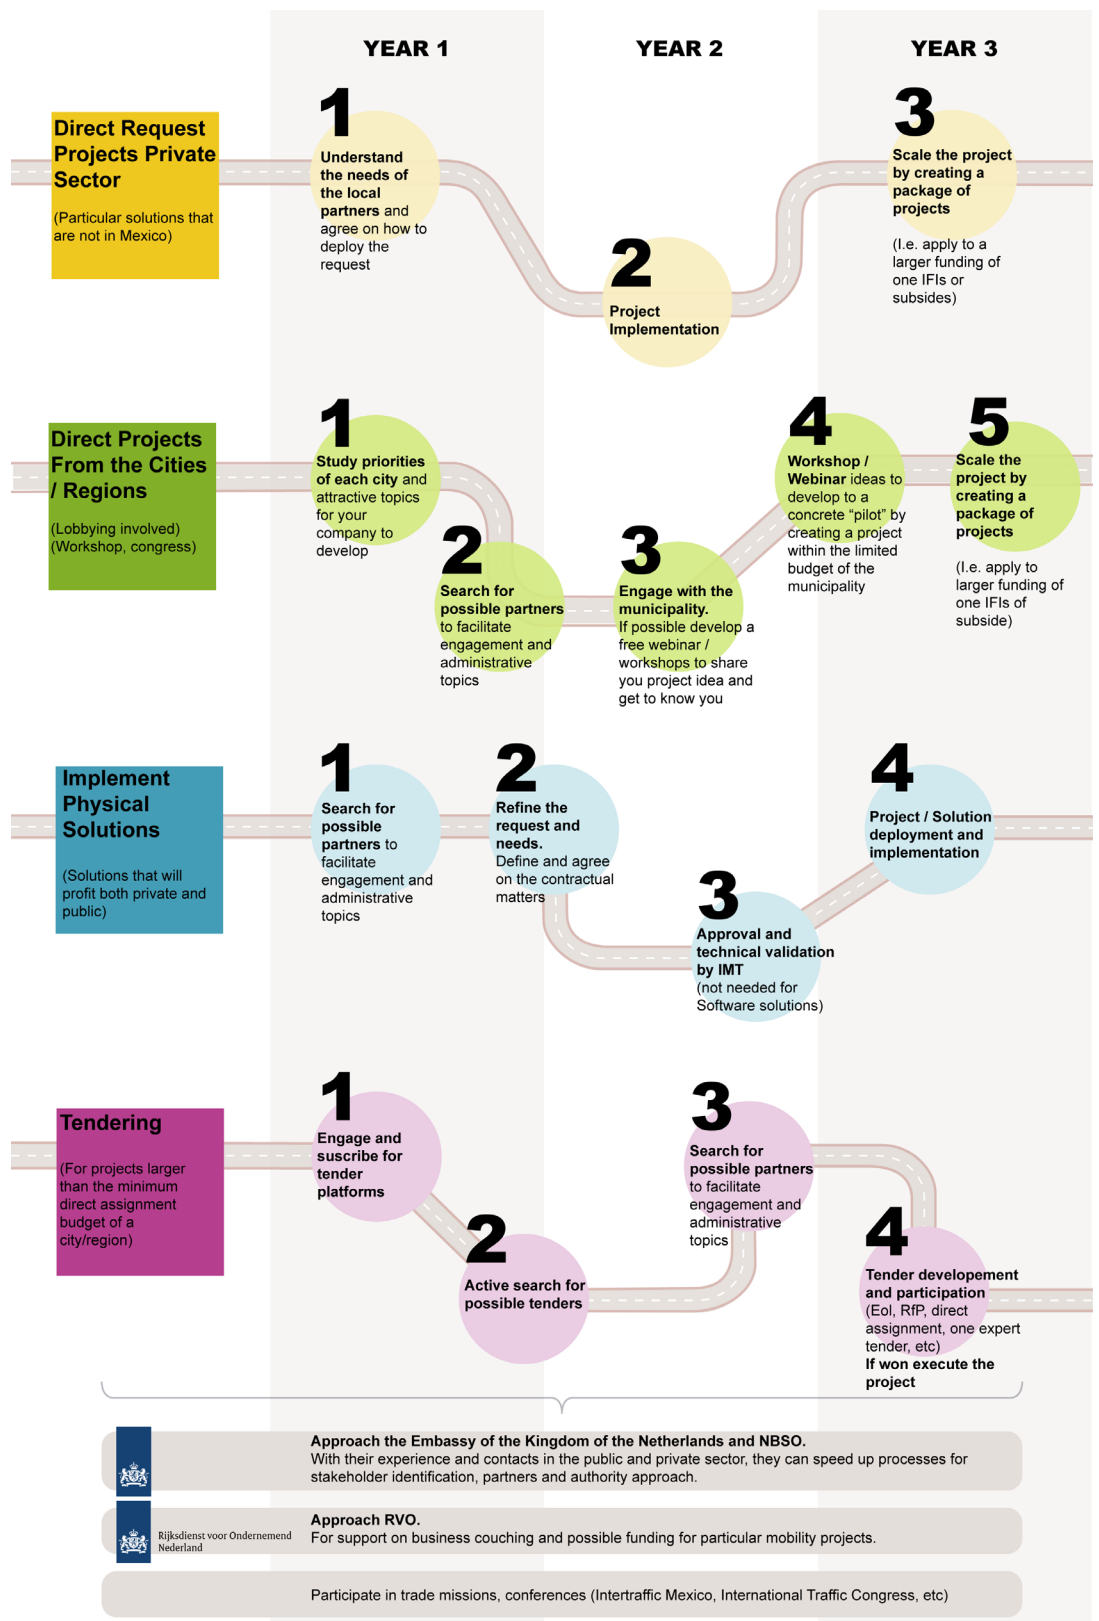 YEAR 1
YEAR 2
YEAR 3
Direct Request
Projects Private
Sector
(Particular solutions that
are not in Mexico)
1
Understand
the needs of
the local
partners and
agree on how to
deploy the
request
2
Project
Implementation
3
Scale the project
by creating a
package of
projects
(I.e. apply to a
larger funding of
one IFIs or
subsides)
Direct Projects
From the Cities
/ Regions
(Lobbying involved)
(Workshop, congress)
1
Study priorities
of each city and
attractive topics
for your
company to
develop
2
Search for
possible partners
to facilitate
engagement and
administrative
topics
3
Engage with the
municipality.
If possible develop a
free webinar /
workshops to share
you project idea and
get to know you
4
Workshop /
Webinar ideas to
develop to a
concrete “pilot” by
creating a project
within the limited
budget of the
municipality
5
Scale the
project by
creating a
package of
projects
(I.e. apply to
larger funding of
one IFIs of
subside)
Implement
Physical
Solutions
(Solutions that will
profit both private and
public)
1
Search for
possible
partners to
facilitate
engagement and
administrative
topics
2
Refine the
request and
needs.
Define and agree
on the contractual
matters
3
Approval and
technical validation
by IMT
(not needed for
Software solutions)
4
Project / Solution
deployment and
implementation
Tendering
(For projects larger
than the minimum
direct assignment
budget of a
city/region)
1
Engage and
suscribe for
tender
platforms
2
Active search for
possible tenders
3
Search for
possible partners
to facilitate
engagement and
administrative
topics
4
Tender developement
and participation
(EoI, RfP, direct
assignment, one expert
tender, etc)
If won execute the
project
Approach the Embassy of the Kingdom of the Netherlands and NBSO.
With their experience and contacts in the public and private sector, they can speed up processes for
stakeholder identification, partners and authority approach.
Rijksdienst voor Ondernemend
Nederland
Approach RVO.
For support on business couching and possible funding for particular mobility projects.
Participate in trade missions, conferences (Intertraffic Mexico, International Traffic Congress, etc)